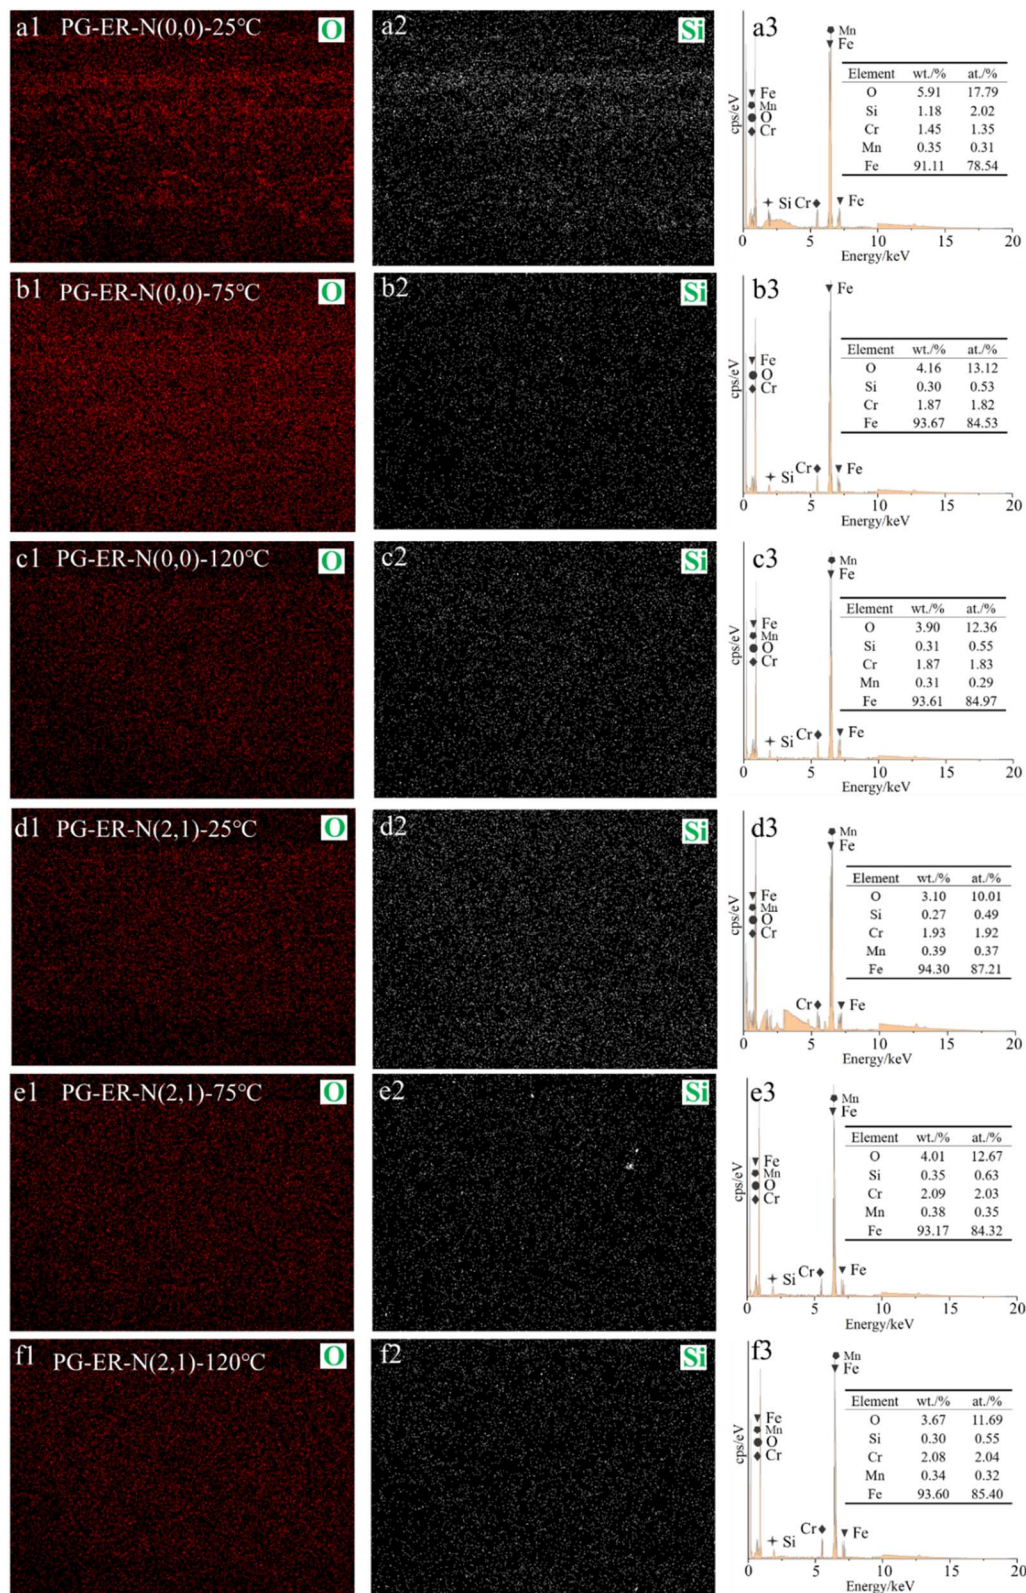 a1 PG-ER-N(0,0)-25℃ O
a2 Si
a3
Mn
Fe
Fe
Mn
O
Cr
Si Cr Fe
cps/eV
Element wt./% at./%
O 5.91 17.79
Si 1.18 2.02
Cr 1.45 1.35
Mn 0.35 0.31
Fe 91.11 78.54
0 5 10 15 20
Energy/keV
b1 PG-ER-N(0,0)-75℃ O
b2 Si
b3
Fe
Fe
O
Cr
Si Cr Fe
cps/eV
Element wt./% at./%
O 4.16 13.12
Si 0.30 0.53
Cr 1.87 1.82
Fe 93.67 84.53
0 5 10 15 20
Energy/keV
c1 PG-ER-N(0,0)-120℃ O
c2 Si
c3
Mn
Fe
Fe
Mn
O
Cr
Si Cr Fe
cps/eV
Element wt./% at./%
O 3.90 12.36
Si 0.31 0.55
Cr 1.87 1.83
Mn 0.31 0.29
Fe 93.61 84.97
0 5 10 15 20
Energy/keV
d1 PG-ER-N(2,1)-25℃ O
d2 Si
d3
Mn
Fe
Fe
Mn
O
Cr
Cr Fe
cps/eV
Element wt./% at./%
O 3.10 10.01
Si 0.27 0.49
Cr 1.93 1.92
Mn 0.39 0.37
Fe 94.30 87.21
0 5 10 15 20
Energy/keV
e1 PG-ER-N(2,1)-75℃ O
e2 Si
e3
Mn
Fe
Fe
Mn
O
Cr
Si Cr Fe
cps/eV
Element wt./% at./%
O 4.01 12.67
Si 0.35 0.63
Cr 2.09 2.03
Mn 0.38 0.35
Fe 93.17 84.32
0 5 10 15 20
Energy/keV
f1 PG-ER-N(2,1)-120℃ O
f2 Si
f3
Mn
Fe
Fe
Mn
O
Cr
Si Cr Fe
cps/eV
Element wt./% at./%
O 3.67 11.69
Si 0.30 0.55
Cr 2.08 2.04
Mn 0.34 0.32
Fe 93.60 85.40
0 5 10 15 20
Energy/keV